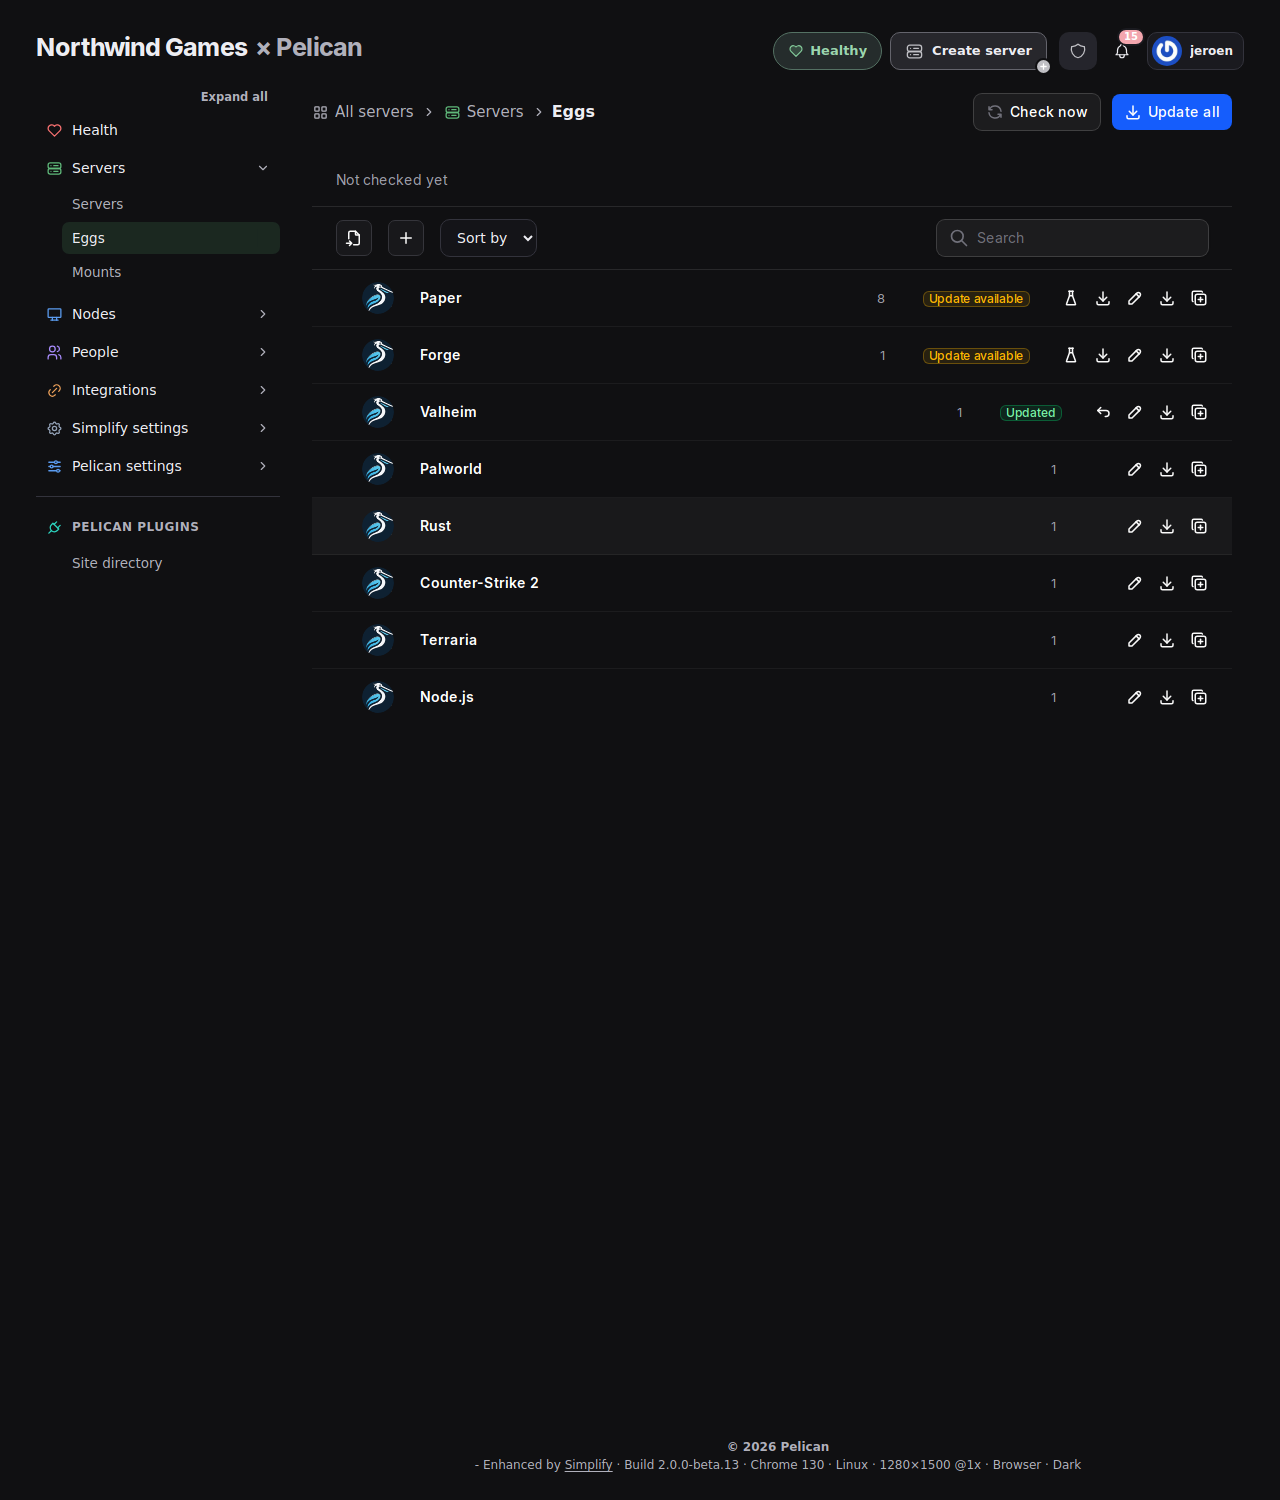 Northwind Games × Pelican
Healthy
Create server
15
jeroen
Expand all
Health
Servers
Servers
Eggs
Mounts
Nodes
People
Integrations
Simplify settings
Pelican settings
PELICAN PLUGINS
Site directory
All servers > Servers > Eggs
Check now
Update all
Not checked yet
Sort by
Search
Paper 8 Update available
Forge 1 Update available
Valheim 1 Updated
Palworld 1
Rust 1
Counter-Strike 2 1
Terraria 1
Node.js 1
© 2026 Pelican
- Enhanced by Simplify · Build 2.0.0-beta.13 · Chrome 130 · Linux · 1280×1500 @1x · Browser · Dark